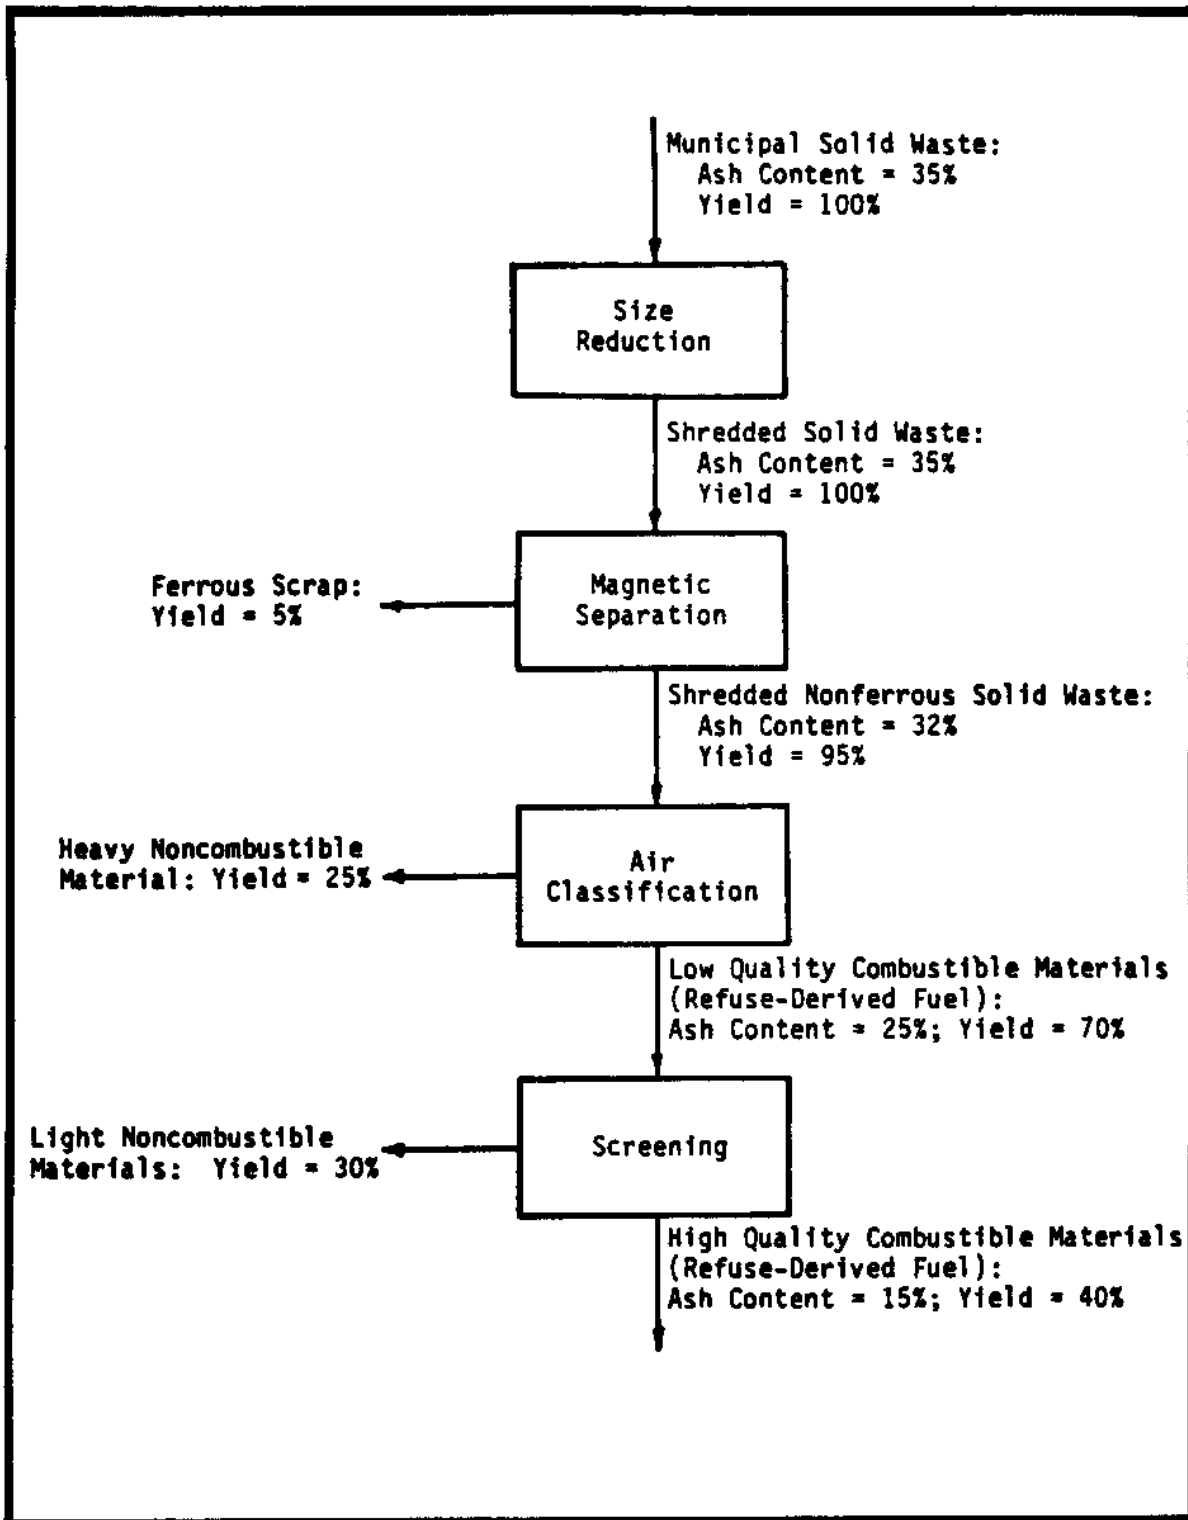 Municipal Solid Waste:
Ash Content = 35%
Yield = 100%
Size
Reduction
Shredded Solid Waste:
Ash Content = 35%
Yield = 100%
Ferrous Scrap:
Yield = 5%
Magnetic
Separation
Shredded Nonferrous Solid Waste:
Ash Content = 32%
Yield = 95%
Heavy Noncombustible
Material: Yield = 25%
Air
Classification
Low Quality Combustible Materials
(Refuse-Derived Fuel):
Ash Content = 25%; Yield = 70%
Light Noncombustible
Materials: Yield = 30%
Screening
High Quality Combustible Materials
(Refuse-Derived Fuel):
Ash Content = 15%; Yield = 40%